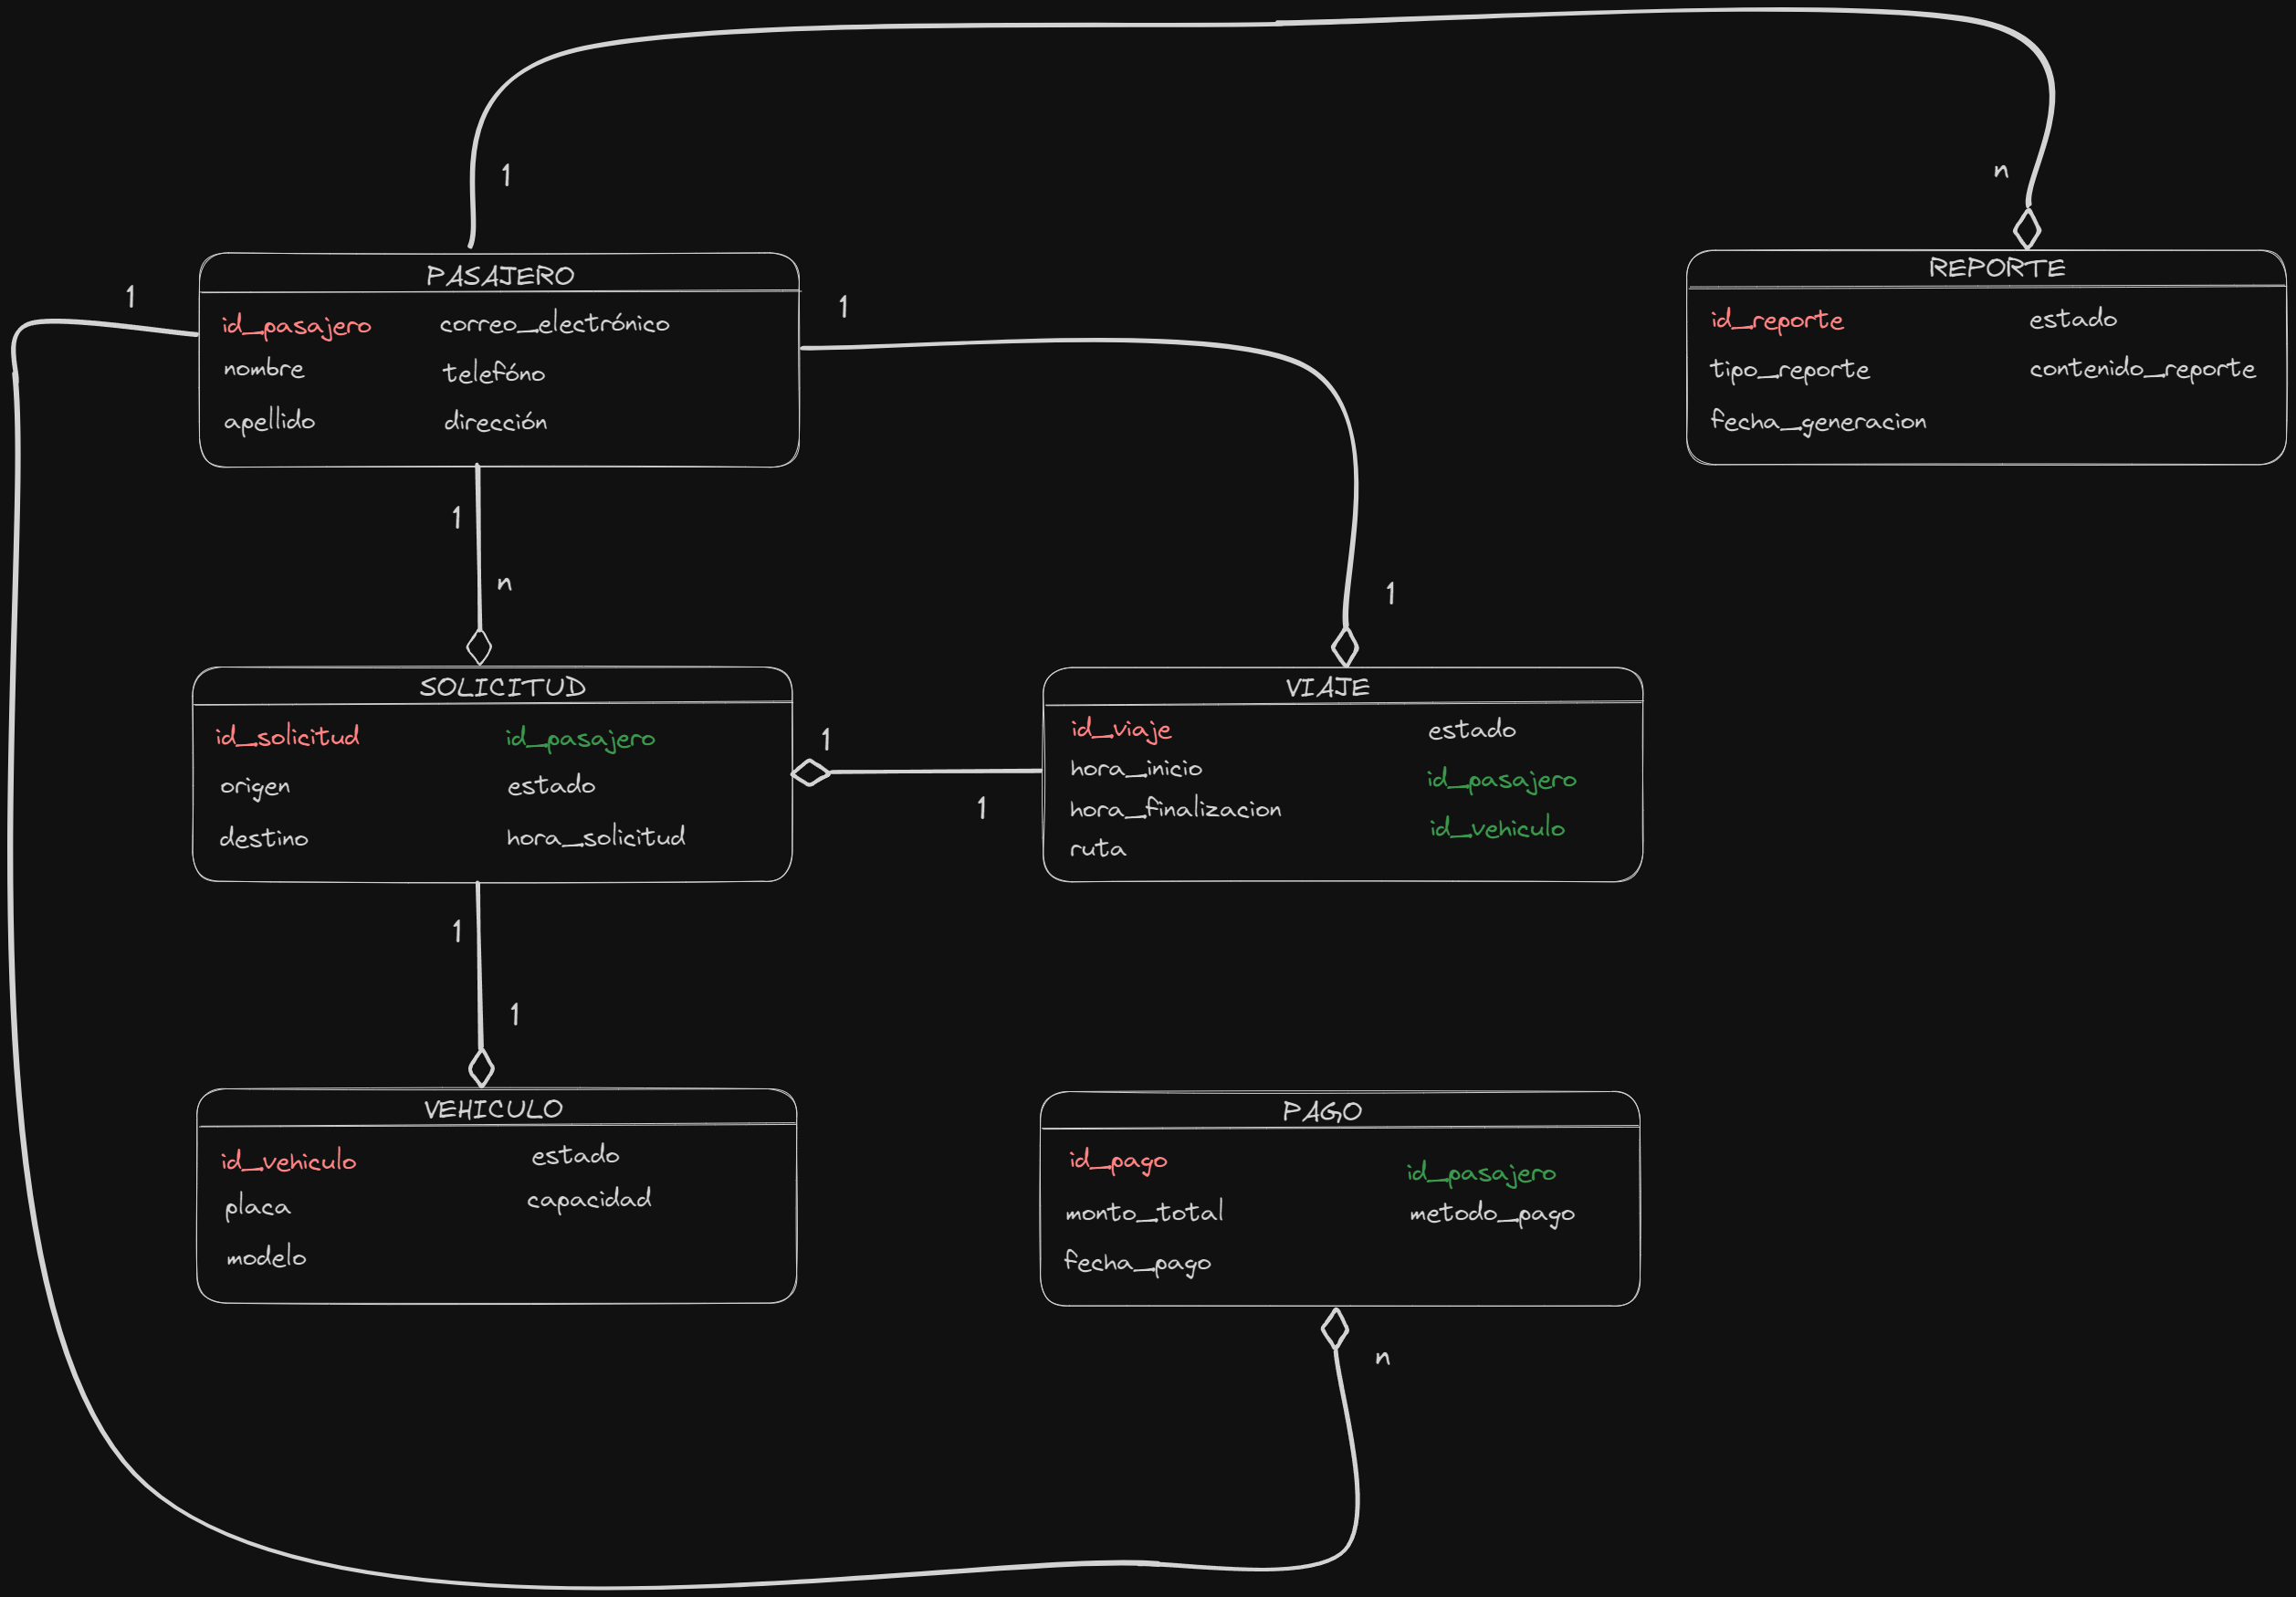 1
n
PASAJERO
id_pasajero
correo_electrónico
nombre
telefóno
apellido
dirección
REPORTE
id_reporte
estado
tipo_reporte
contenido_reporte
fecha_generacion
1
1
1
n
1
SOLICITUD
id_solicitud
id_pasajero
origen
estado
destino
hora_solicitud
1
1
VIAJE
id_viaje
estado
hora_inicio
id_pasajero
hora_finalizacion
id_vehiculo
ruta
1
1
VEHICULO
id_vehiculo
estado
placa
capacidad
modelo
PAGO
id_pago
id_pasajero
monto_total
metodo_pago
fecha_pago
n